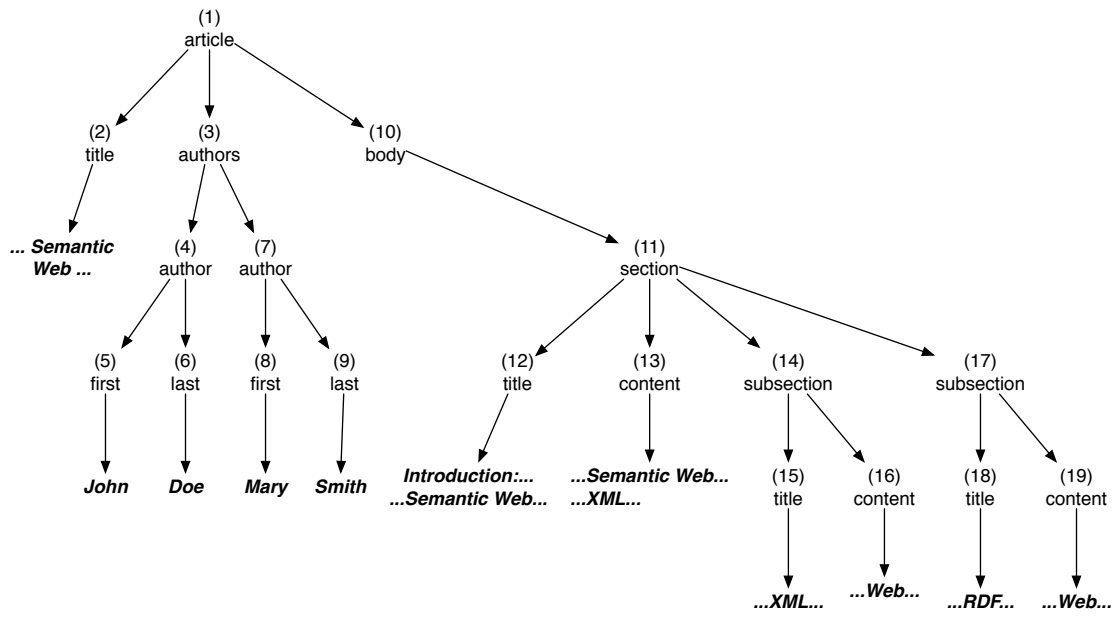 (1)
article
(2)
title
(3)
authors
(10)
body
... Semantic
Web ...
(4)
author
(7)
author
(11)
section
(5)
first
(6)
last
(8)
first
(9)
last
(12)
title
(13)
content
(14)
subsection
(17)
subsection
John
Doe
Mary
Smith
Introduction:...
...Semantic Web...
...Semantic Web...
...XML...
(15)
title
(16)
content
(18)
title
(19)
content
...XML...
...Web...
...RDF...
...Web...